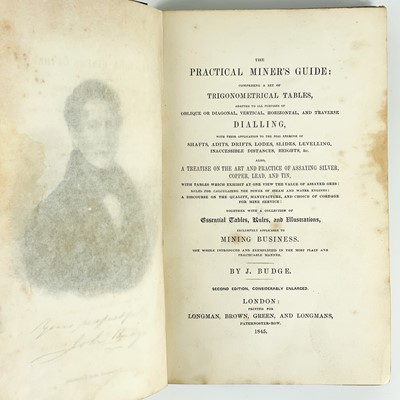 THE
PRACTICAL MINER'S GUIDE:
COMPRISING A SET OF
TRIGONOMETRICAL TABLES,
ADAPTED TO ALL THE PURPOSES OF
OBLIQUE OR DIAGONAL, VERTICAL, HORIZONTAL, AND TRAVERSE
DIALLING,
WITH THEIR APPLICATION TO THE DIAL, EXERCISE OF
SHAFTS, ADITS, DRIFTS, LODES, SLIDES, LEVELLING,
INACCESSIBLE DISTANCES, HEIGHTS, &c.
ALSO,
A TREATISE ON THE ART AND PRACTICE OF ASSAYING SILVER,
COPPER, LEAD, AND TIN,
WITH TABLES WHICH EXHIBIT AT ONE VIEW THE VALUE OF ASSAYED ORES:
RULES FOR CALCULATING THE POWER OF STEAM AND WATER ENGINES:
A DISCOURSE ON THE QUALITY, MANUFACTURE, AND CHOICE OF CORDAGE
FOR MINE SERVICE:
TOGETHER WITH A COLLECTION OF
Essential Tables, Rules, and Illustrations,
EXCLUSIVELY APPLICABLE TO
MINING BUSINESS.
THE WHOLE INTRODUCED AND EXEMPLIFIED IN THE MOST PLAIN AND
PRACTICABLE MANNER.
BY J. BUDGE.
SECOND EDITION, CONSIDERABLY ENLARGED.
LONDON:
PRINTED FOR
LONGMAN, BROWN, GREEN, AND LONGMANS,
PATERNOSTER-ROW.
1845.